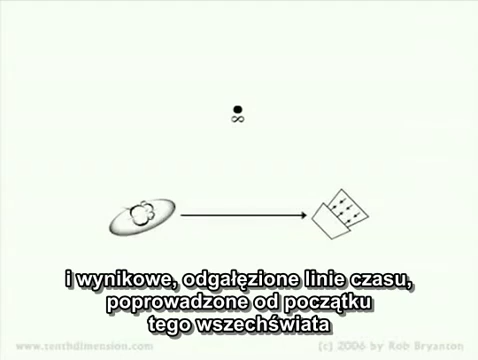 ∞
i wynikowe, odgałęzione linie czasu,
poprowadzone od początku
tego wszechświata
www.tenthdimension.com (c) 2006 by Rob Bryanton